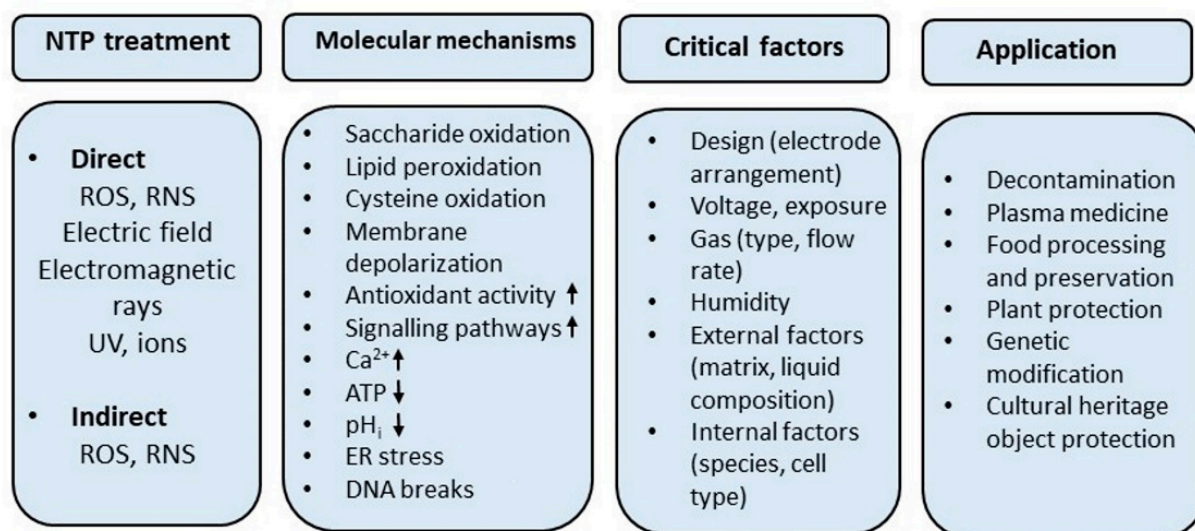 NTP treatment
• Direct
ROS, RNS
Electric field
Electromagnetic
rays
UV, ions
• Indirect
ROS, RNS
Molecular mechanisms
• Saccharide oxidation
• Lipid peroxidation
• Cysteine oxidation
• Membrane
depolarization
• Antioxidant activity ↑
• Signalling pathways ↑
• Ca²⁺ ↑
• ATP ↓
• pHᵢ ↓
• ER stress
• DNA breaks
Critical factors
• Design (electrode
arrangement)
• Voltage, exposure
• Gas (type, flow
rate)
• Humidity
• External factors
(matrix, liquid
composition)
• Internal factors
(species, cell
type)
Application
• Decontamination
• Plasma medicine
• Food processing
and preservation
• Plant protection
• Genetic
modification
• Cultural heritage
object protection